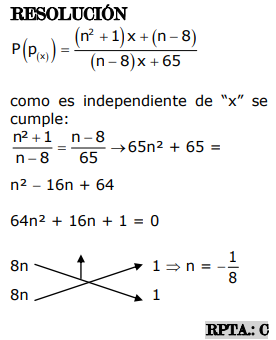 RESOLUCIÓN
P(p(x)) = ((n² + 1)x + (n – 8)) / ((n – 8)x + 65)
como es independiente de “x” se
cumple:
(n² + 1)/(n – 8) = (n – 8)/65 → 65n² + 65 =
n² – 16n + 64
64n² + 16n + 1 = 0
8n 1 ⇒ n = –1/8
8n 1
RPTA.: C